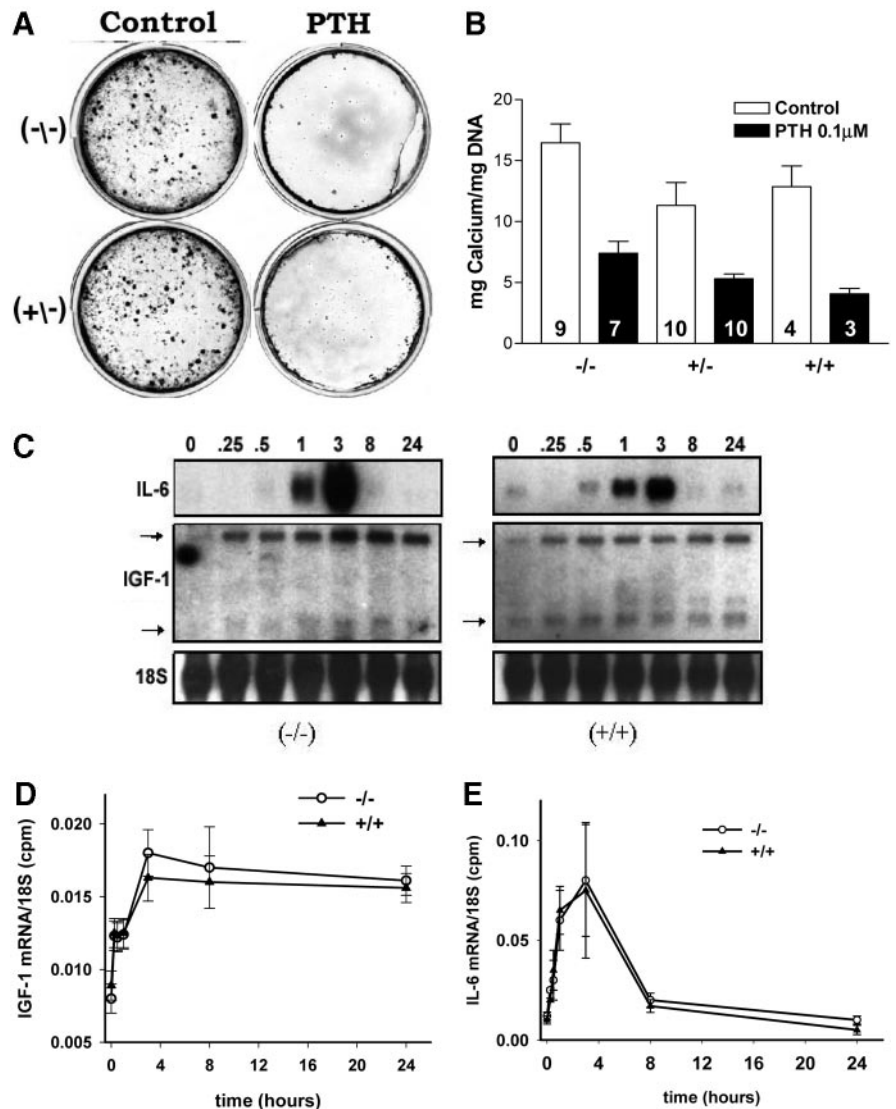 A
Control PTH
(-\-)
(+\-)
B
mg Calcium/mg DNA
20
15
10
5
0
Control
PTH 0.1μM
9 7 10 10 4 3
-/- +/- +/+
C
0 .25 .5 1 3 8 24
0 .25 .5 1 3 8 24
IL-6
IGF-1
18S
(-/-) (+/+)
D
IGF-1 mRNA/18S (cpm)
0.020
0.015
0.010
0.005
-/-
+/+
0 4 8 12 16 20 24
time (hours)
E
IL-6 mRNA/18S (cpm)
0.10
0.05
0.00
-/-
+/+
0 4 8 12 16 20 24
time (hours)